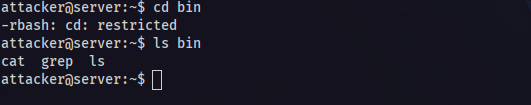 attacker@server:~$ cd bin
-rbash: cd: restricted
attacker@server:~$ ls bin
cat  grep  ls
attacker@server:~$